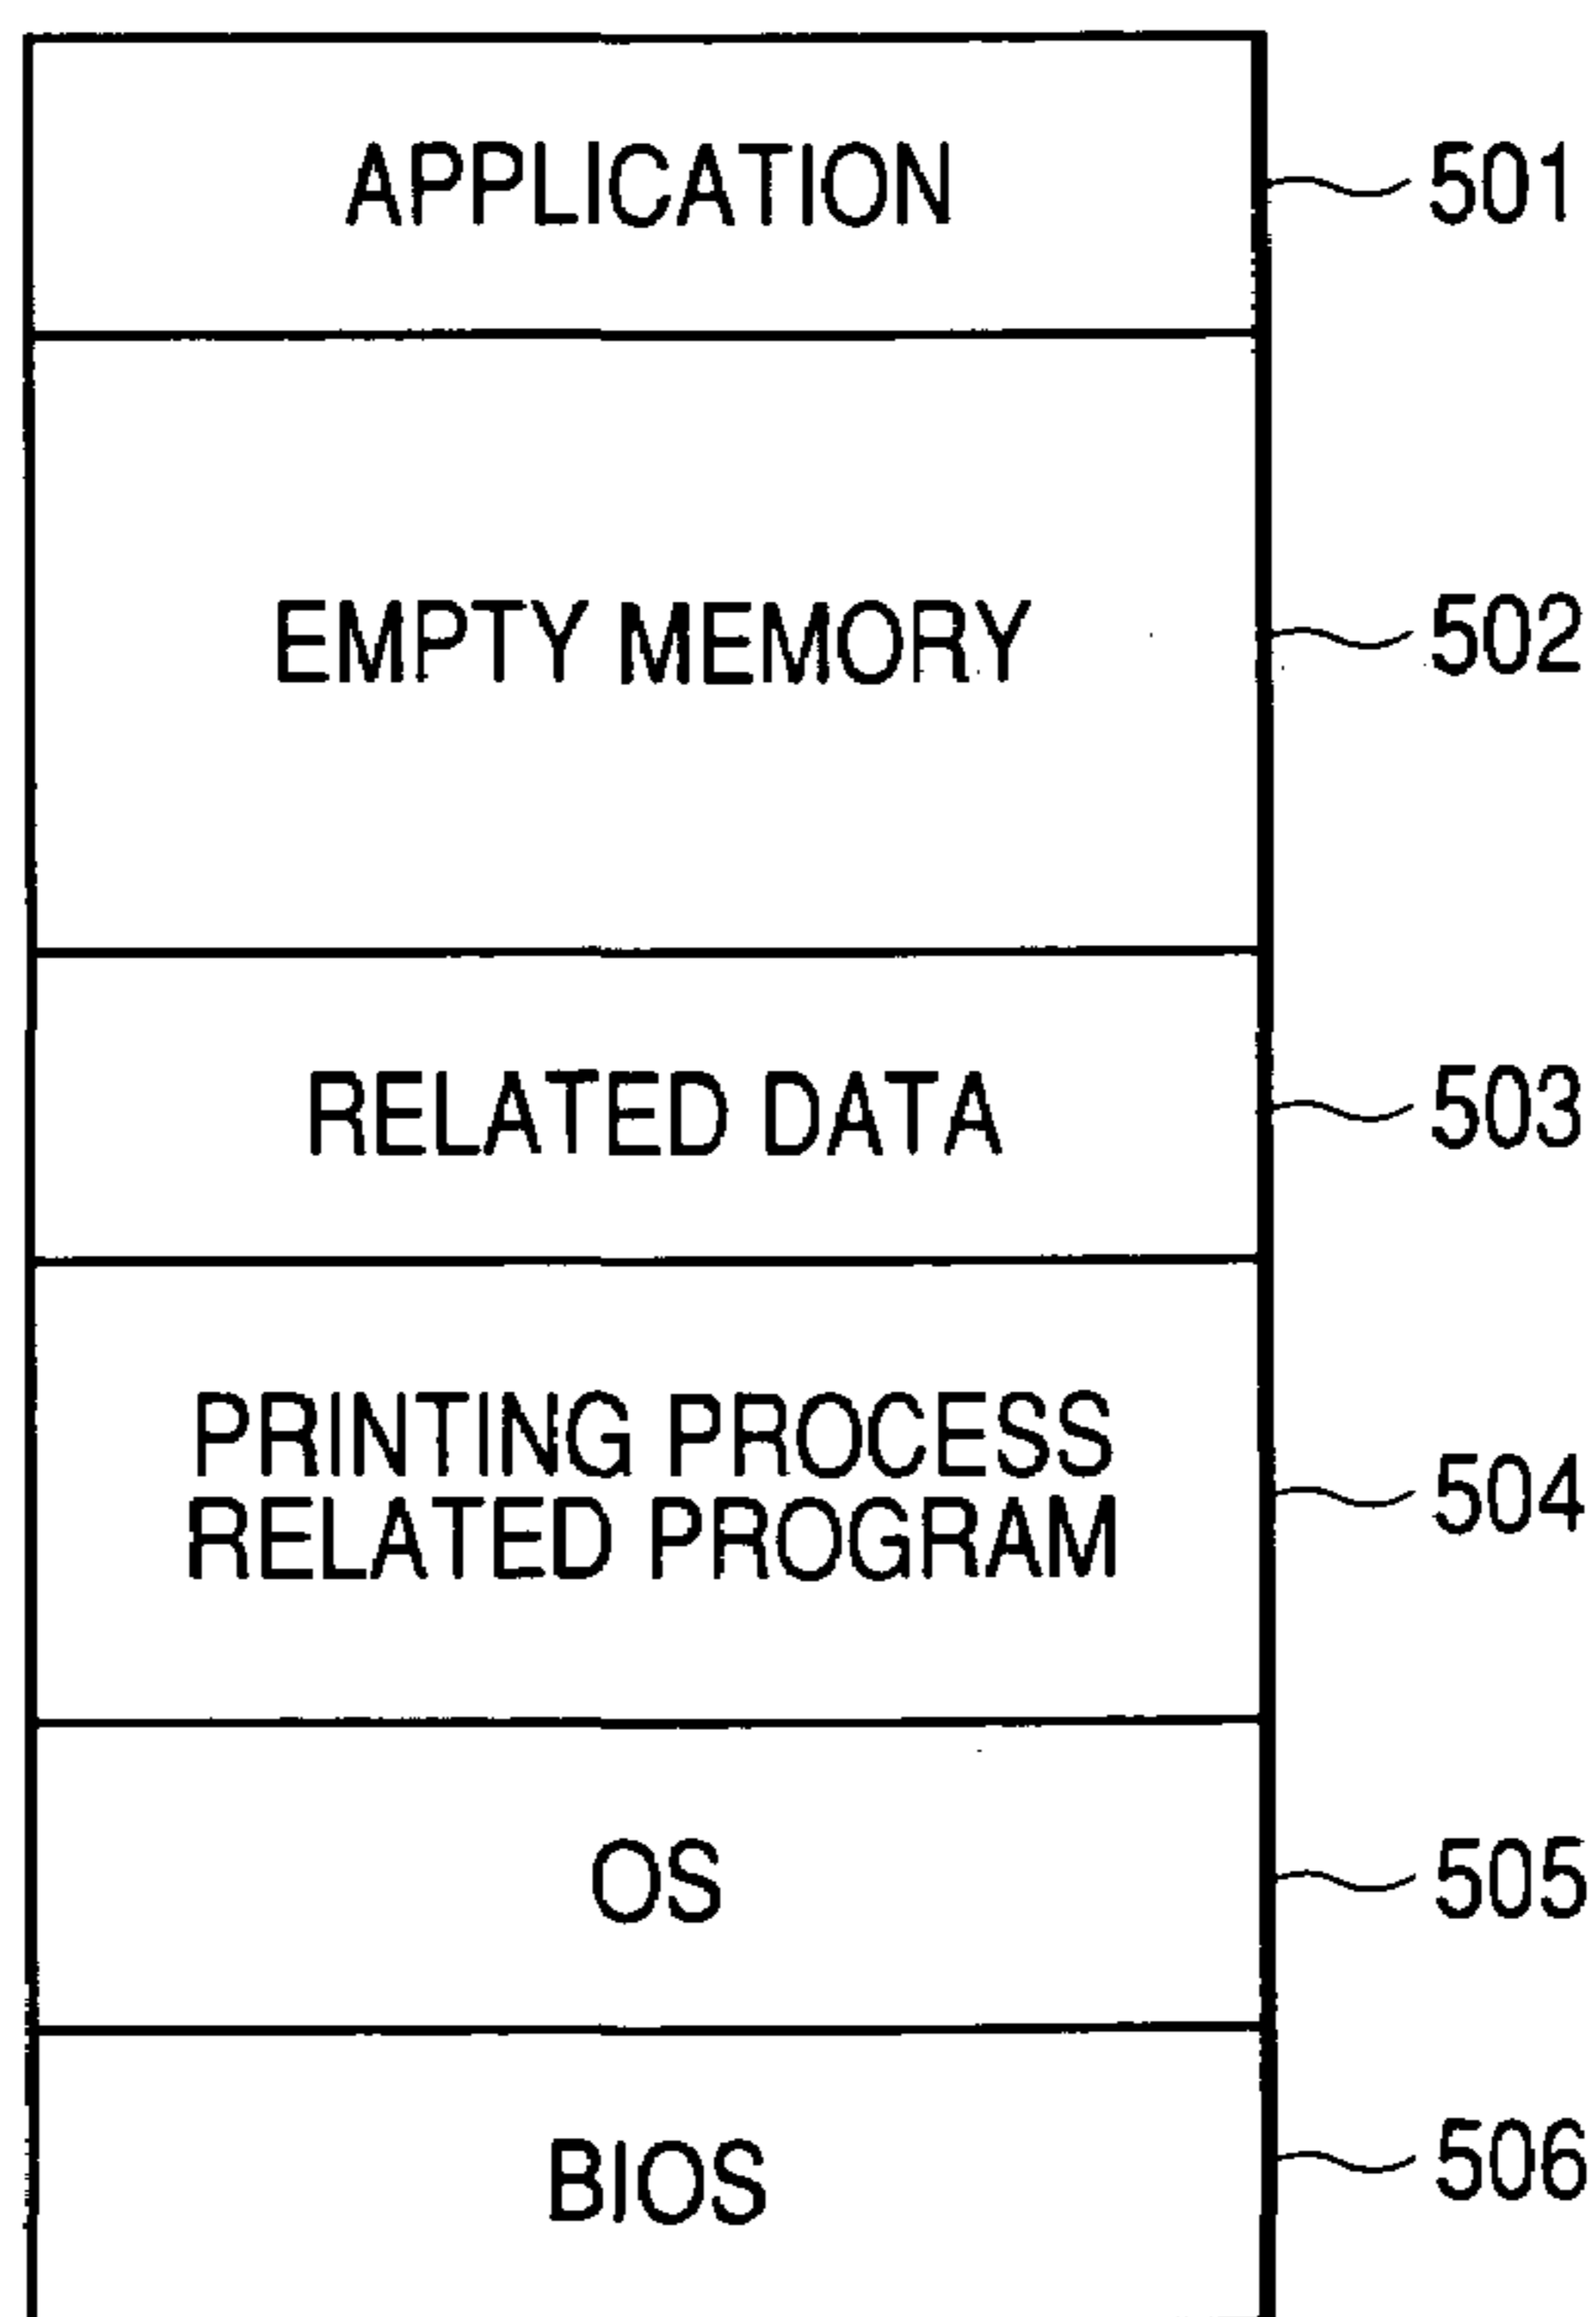 APPLICATION 501
EMPTY MEMORY 502
RELATED DATA 503
PRINTING PROCESS
RELATED PROGRAM 504
OS 505
BIOS 506